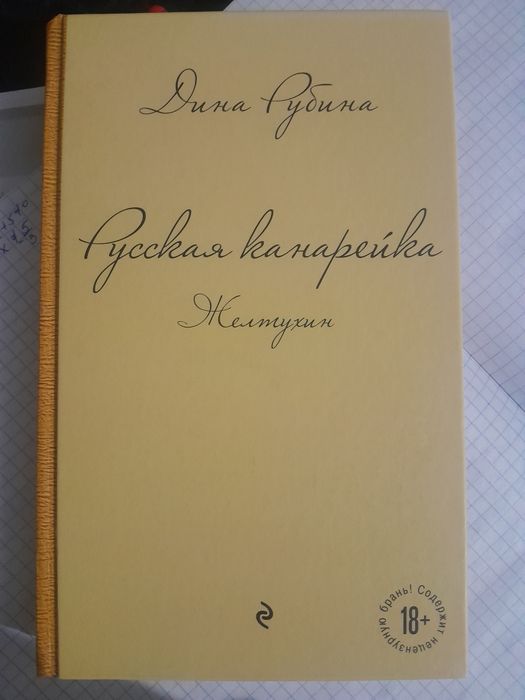 Дина Рубина
Русская канарейка
Желтухин
Содержит нецензурную брань!
18+